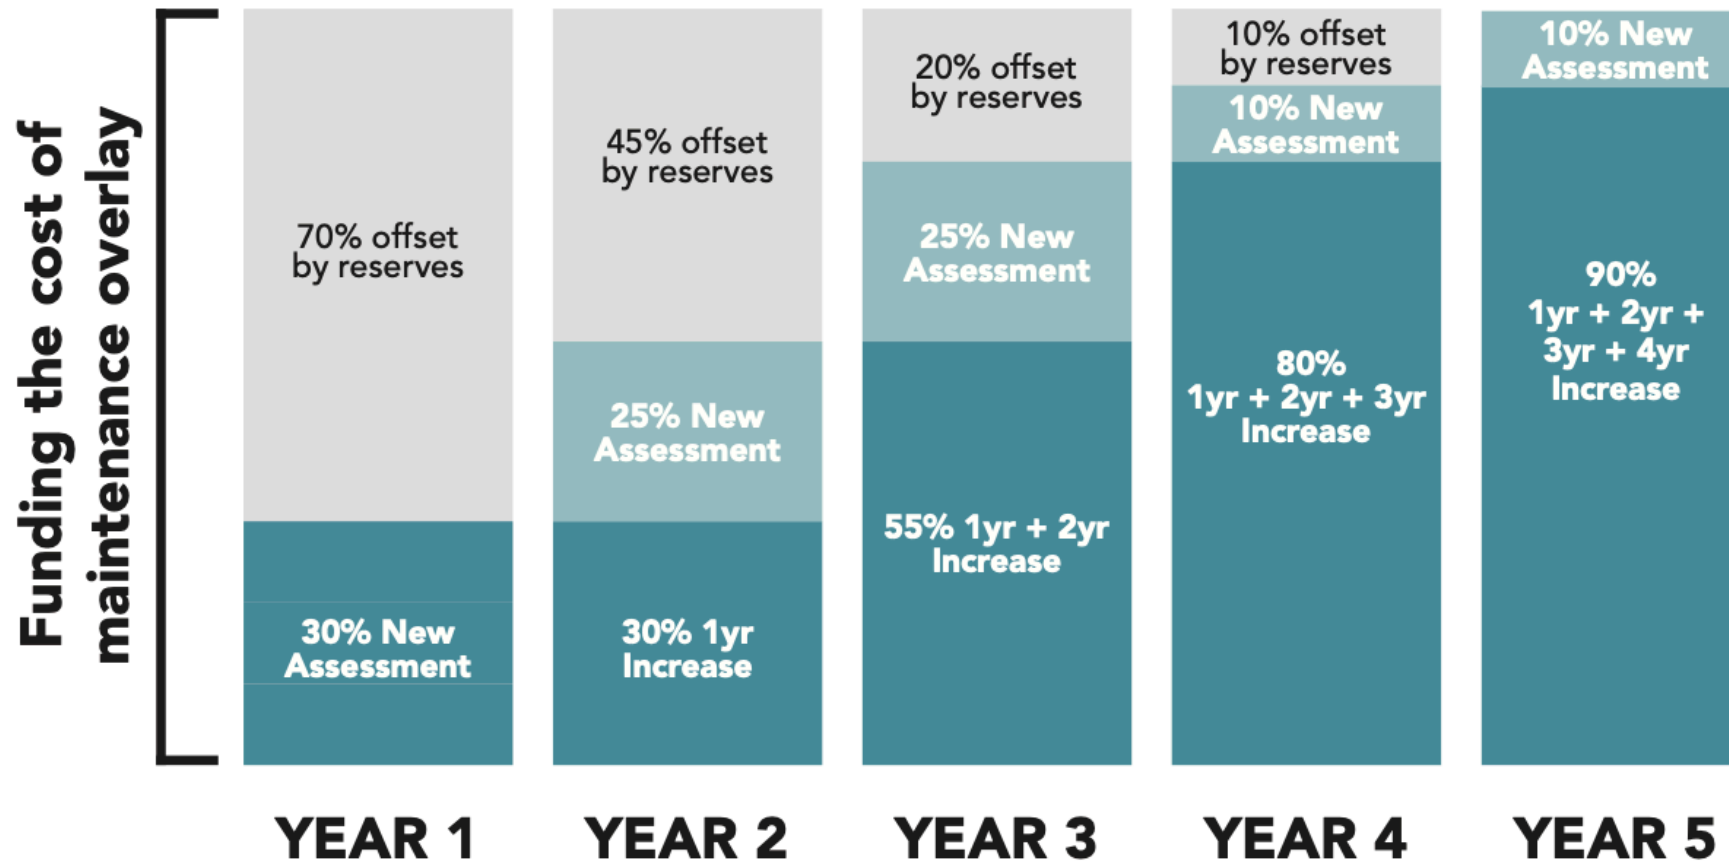 Funding the cost of
maintenance overlay
70% offset
by reserves
30% New
Assessment
YEAR 1
45% offset
by reserves
25% New
Assessment
30% 1yr
Increase
YEAR 2
20% offset
by reserves
25% New
Assessment
55% 1yr + 2yr
Increase
YEAR 3
10% offset
by reserves
10% New
Assessment
80%
1yr + 2yr + 3yr
Increase
YEAR 4
10% New
Assessment
90%
1yr + 2yr +
3yr + 4yr
Increase
YEAR 5